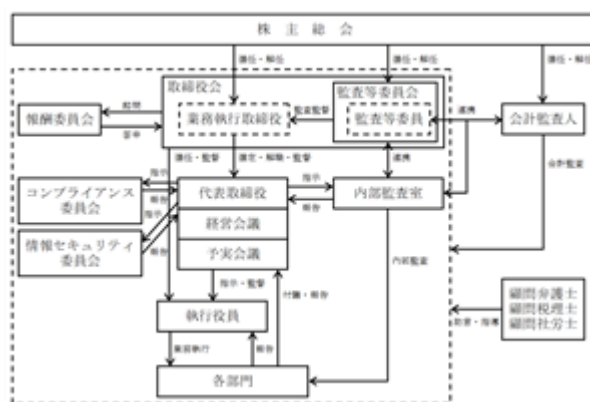 株主総会
選任・解任
選任・解任
選任・解任
取締役会
監査等委員会
業務執行取締役
監査監督
監査等委員
連携
会計監査人
報酬委員会
諮問
答申
選任・監督
選定・解職・監督
連携
会計監査
指示
コンプライアンス
委員会
報告
代表取締役
指示
報告
内部監査室
指示
経営会議
情報セキュリティ
委員会
報告
予実会議
内部監査
指示・監督
付議・報告
執行役員
顧問弁護士
顧問税理士
顧問社労士
助言・指導
業務執行
報告
各部門